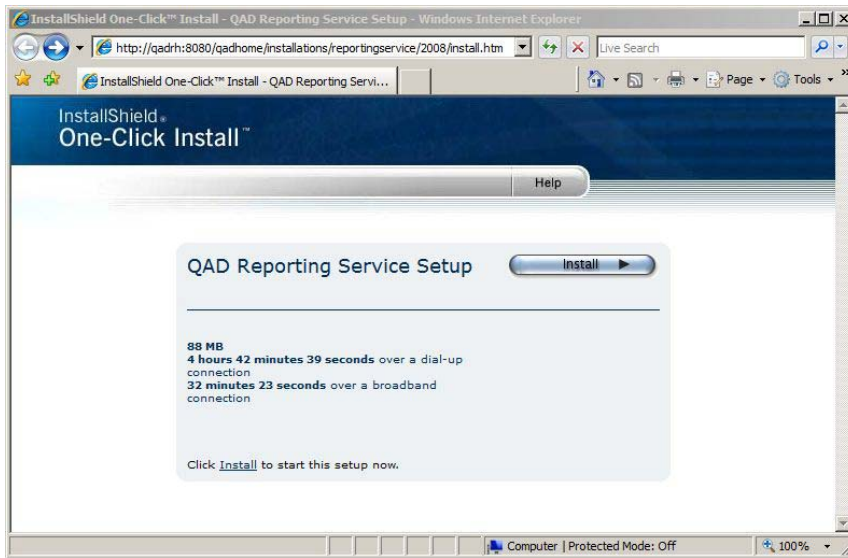 InstallShield One-Click™ Install - QAD Reporting Service Setup - Windows Internet Explorer
http://qadrh:8080/qadhome/installations/reportingservice/2008/install.htm
Live Search
InstallShield One-Click™ Install - QAD Reporting Servi...
Page
Tools
»
InstallShield®
One-Click Install™
Help
QAD Reporting Service Setup
Install
88 MB
4 hours 42 minutes 39 seconds over a dial-up
connection
32 minutes 23 seconds over a broadband
connection
Click Install to start this setup now.
Computer | Protected Mode: Off
100%